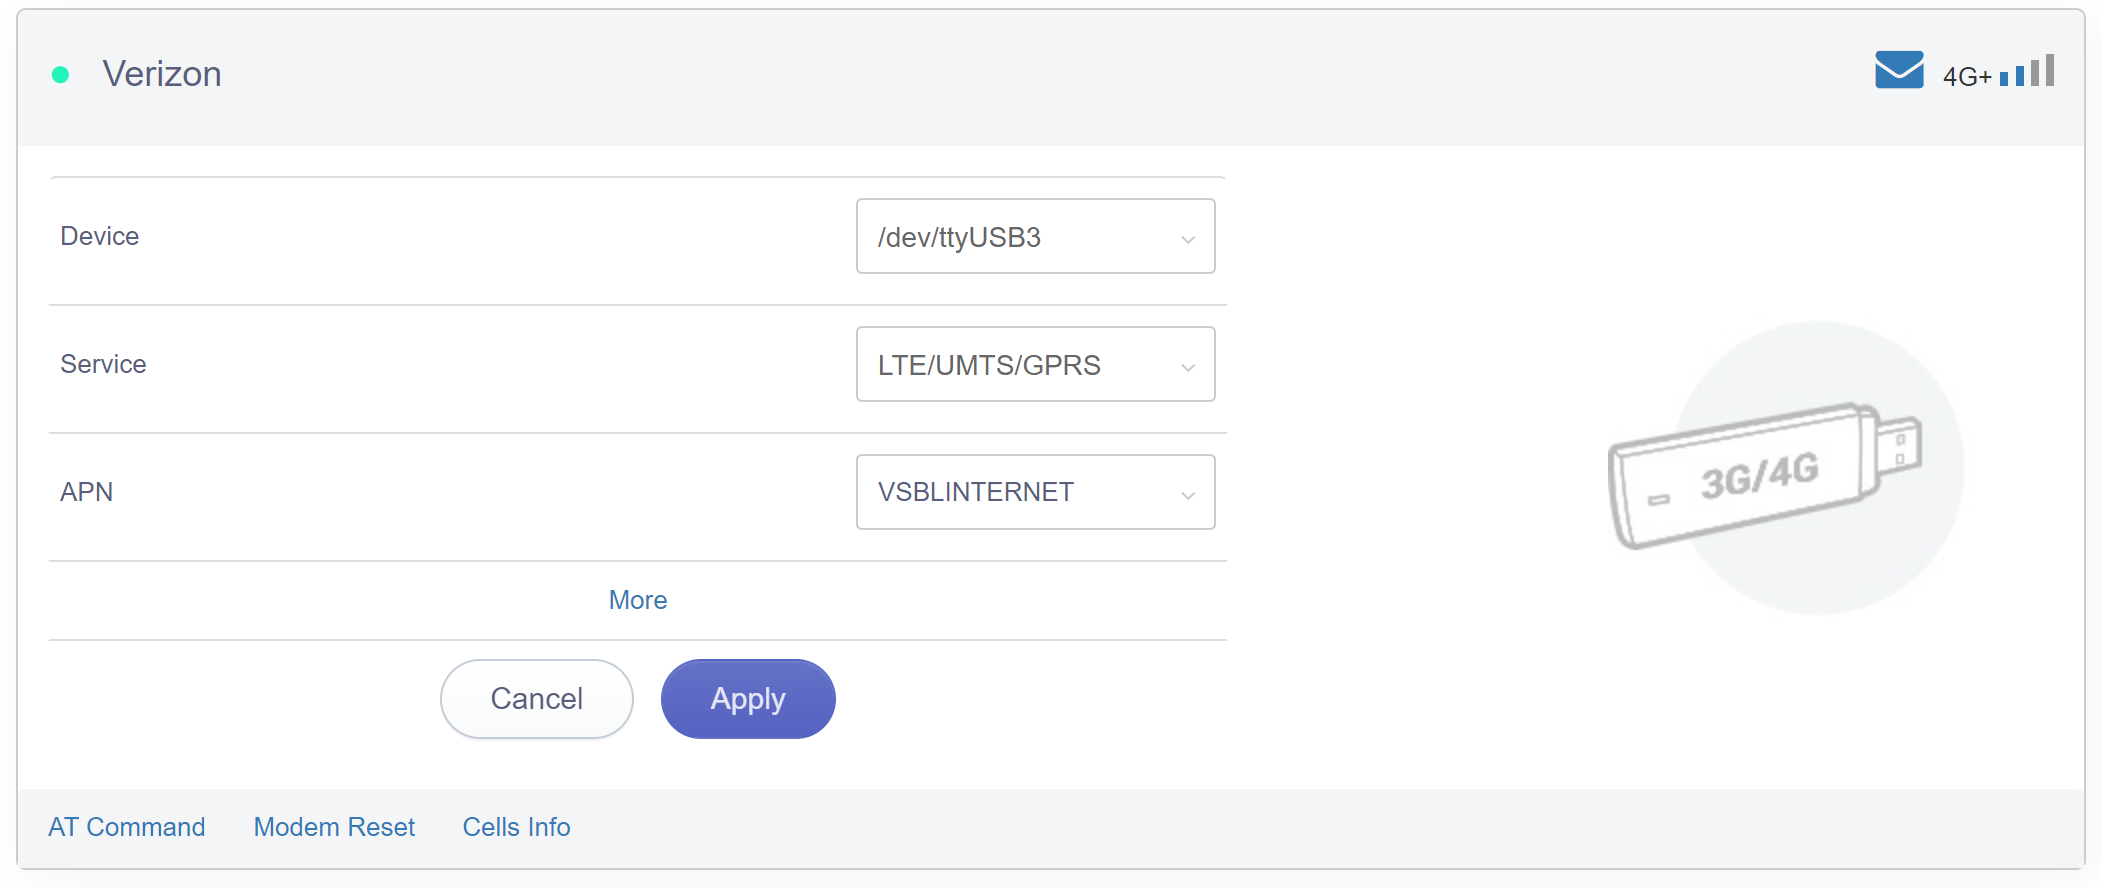 Verizon
4G+
Device
/dev/ttyUSB3
Service
LTE/UMTS/GPRS
APN
VSBLINTERNET
3G/4G
More
Cancel
Apply
AT Command
Modem Reset
Cells Info